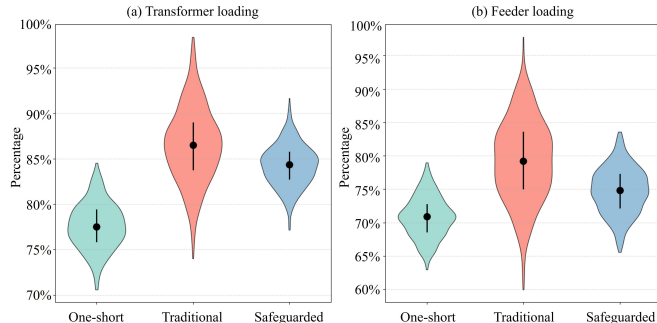 (a) Transformer loading
100%
95%
90%
85%
80%
75%
70%
Percentage
One-short
Traditional
Safeguarded
(b) Feeder loading
100%
95%
90%
85%
80%
75%
70%
65%
60%
Percentage
One-short
Traditional
Safeguarded